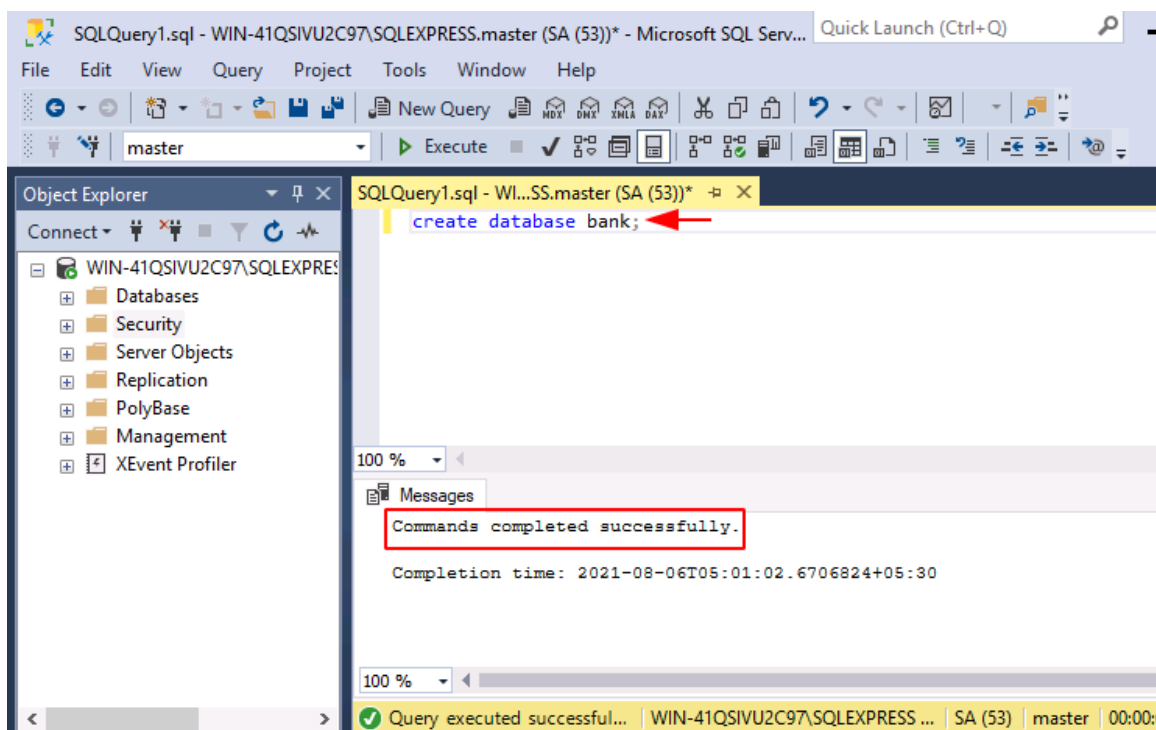 SQLQuery1.sql - WIN-41QSIVU2C97\SQLEXPRESS.master (SA (53))* - Microsoft SQL Serv...
Quick Launch (Ctrl+Q)
File Edit View Query Project Tools Window Help
New Query MDX DMX XMLA DAX
master Execute
Object Explorer
SQLQuery1.sql - WI...SS.master (SA (53))*
Connect
create database bank;
WIN-41QSIVU2C97\SQLEXPRES
Databases
Security
Server Objects
Replication
PolyBase
Management
XEvent Profiler
100 %
Messages
Commands completed successfully.
Completion time: 2021-08-06T05:01:02.6706824+05:30
100 %
Query executed successful... WIN-41QSIVU2C97\SQLEXPRESS ... SA (53) master 00:00: